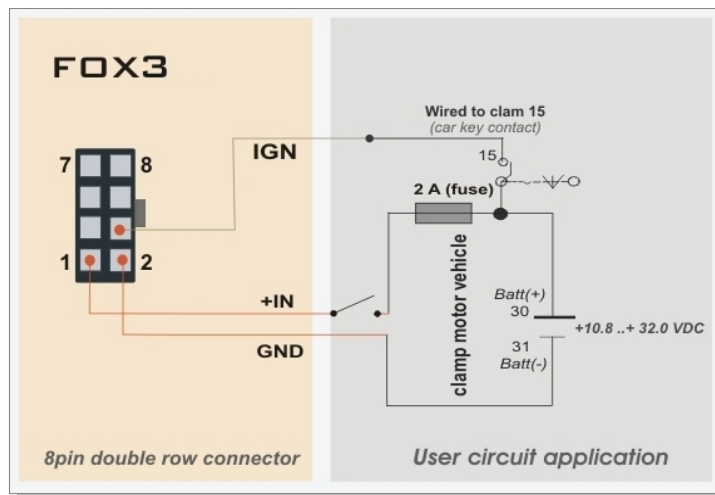 FOX3
Wired to clam 15
(car key contact)
IGN
15
7 8
2 A (fuse)
1 2
clamp motor vehicle
Batt(+)
30
+IN
+10.8 ..+ 32.0 VDC
31
GND
Batt(-)
8pin double row connector
User circuit application